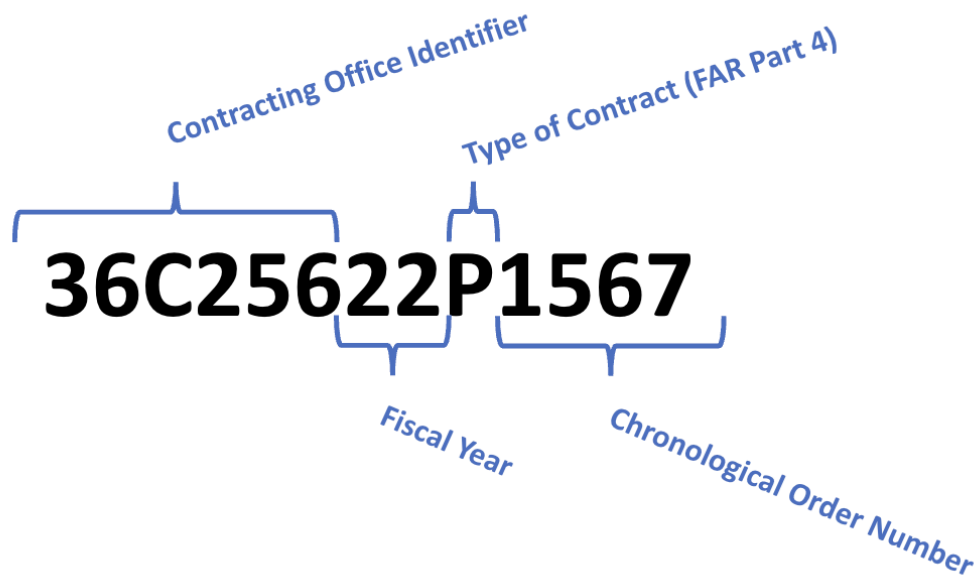 Contracting Office Identifier
Type of Contract (FAR Part 4)
36C25622P1567
Fiscal Year
Chronological Order Number